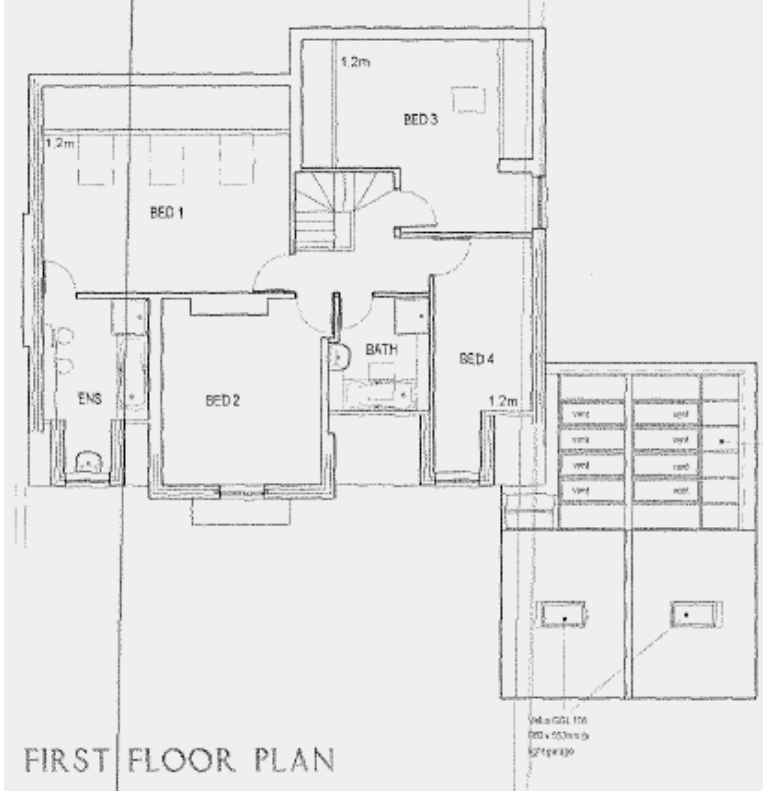 1.2m
BED 3
1.2m
BED 1
BATH
BED 4
ENS
BED 2
1.2m
vent vent
vent vent
vent vent
vent vent
Velux GGL
FIRST FLOOR PLAN